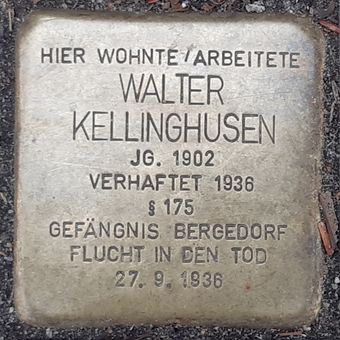 HIER WOHNTE/ARBEITETE
WALTER
KELLINGHUSEN
JG. 1902
VERHAFTET 1936
§ 175
GEFÄNGNIS BERGEDORF
FLUCHT IN DEN TOD
27. 9. 1936